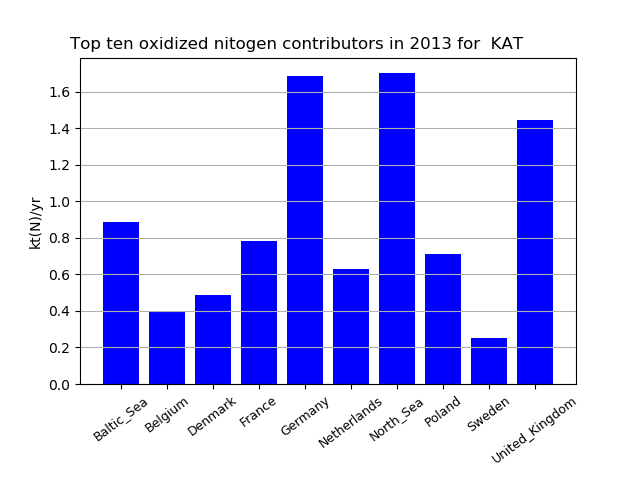 Top ten oxidized nitogen contributors in 2013 for  KAT
kt(N)/yr
1.6
1.4
1.2
1.0
0.8
0.6
0.4
0.2
0.0
Baltic_Sea
Belgium
Denmark
France
Germany
Netherlands
North_Sea
Poland
Sweden
United_Kingdom